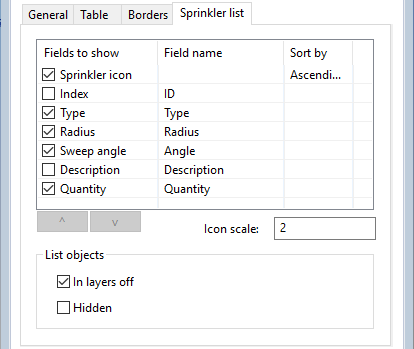 General Table Borders Sprinkler list
Fields to show Field name Sort by
Sprinkler icon Ascendi...
Index ID
Type Type
Radius Radius
Sweep angle Angle
Description Description
Quantity Quantity
^ v Icon scale: 2
List objects
In layers off
Hidden